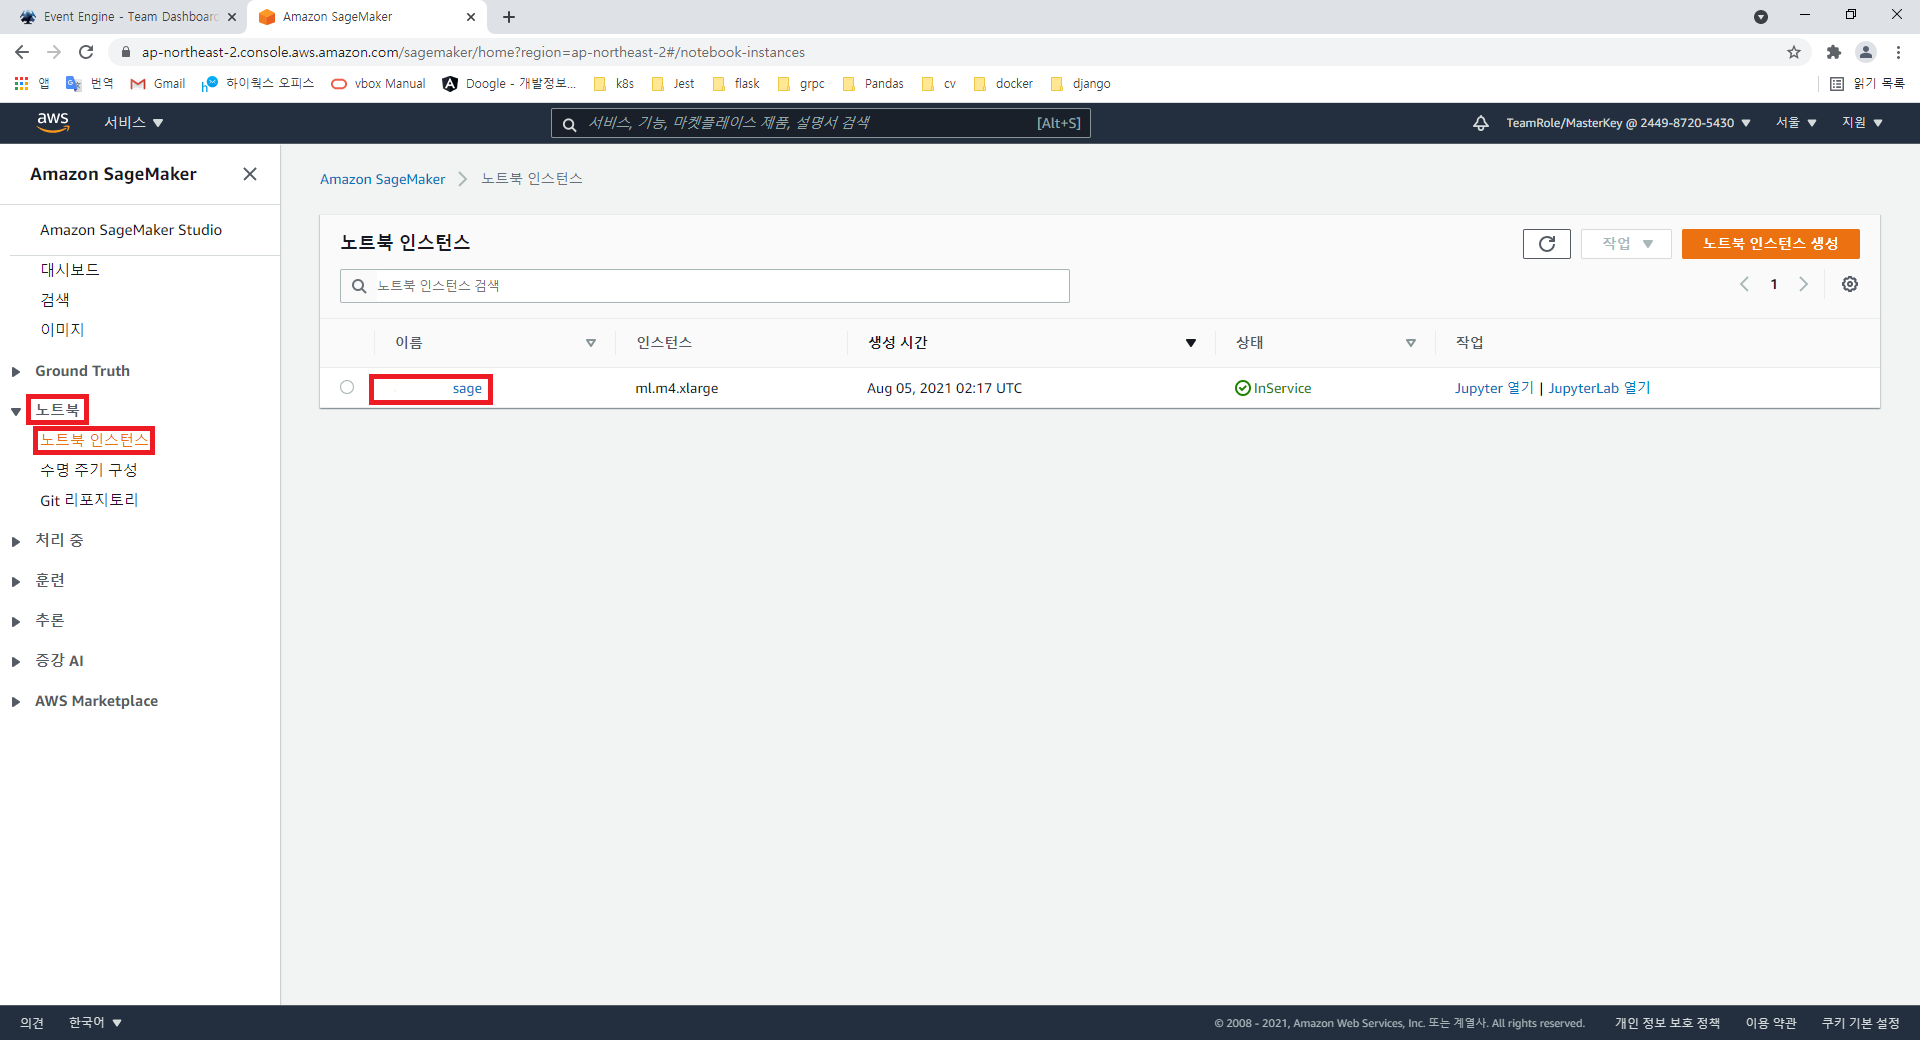 Event Engine - Team Dashboard
Amazon SageMaker
ap-northeast-2.console.aws.amazon.com/sagemaker/home?region=ap-northeast-2#/notebook-instances
앱 번역 Gmail 하이웍스 오피스 vbox Manual Doogle - 개발정보... k8s Jest flask grpc Pandas cv docker django 읽기 목록
aws 서비스 서비스, 기능, 마켓플레이스 제품, 설명서 검색 [Alt+S] TeamRole/MasterKey @ 2449-8720-5430 서울 지원
Amazon SageMaker
Amazon SageMaker Studio
대시보드
검색
이미지
Ground Truth
노트북
노트북 인스턴스
수명 주기 구성
Git 리포지토리
처리 중
훈련
추론
증강 AI
AWS Marketplace
Amazon SageMaker 노트북 인스턴스
노트북 인스턴스
작업 노트북 인스턴스 생성
노트북 인스턴스 검색
1
이름 인스턴스 생성 시간 상태 작업
sage ml.m4.xlarge Aug 05, 2021 02:17 UTC InService Jupyter 열기 | JupyterLab 열기
의견 한국어 © 2008 - 2021, Amazon Web Services, Inc. 또는 계열사. All rights reserved. 개인 정보 보호 정책 이용 약관 쿠키 기본 설정